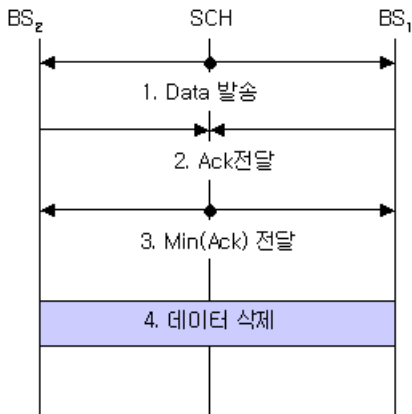 BS₂ SCH BS₁
1. Data 발송
2. Ack전달
3. Min(Ack) 전달
4. 데이터 삭제